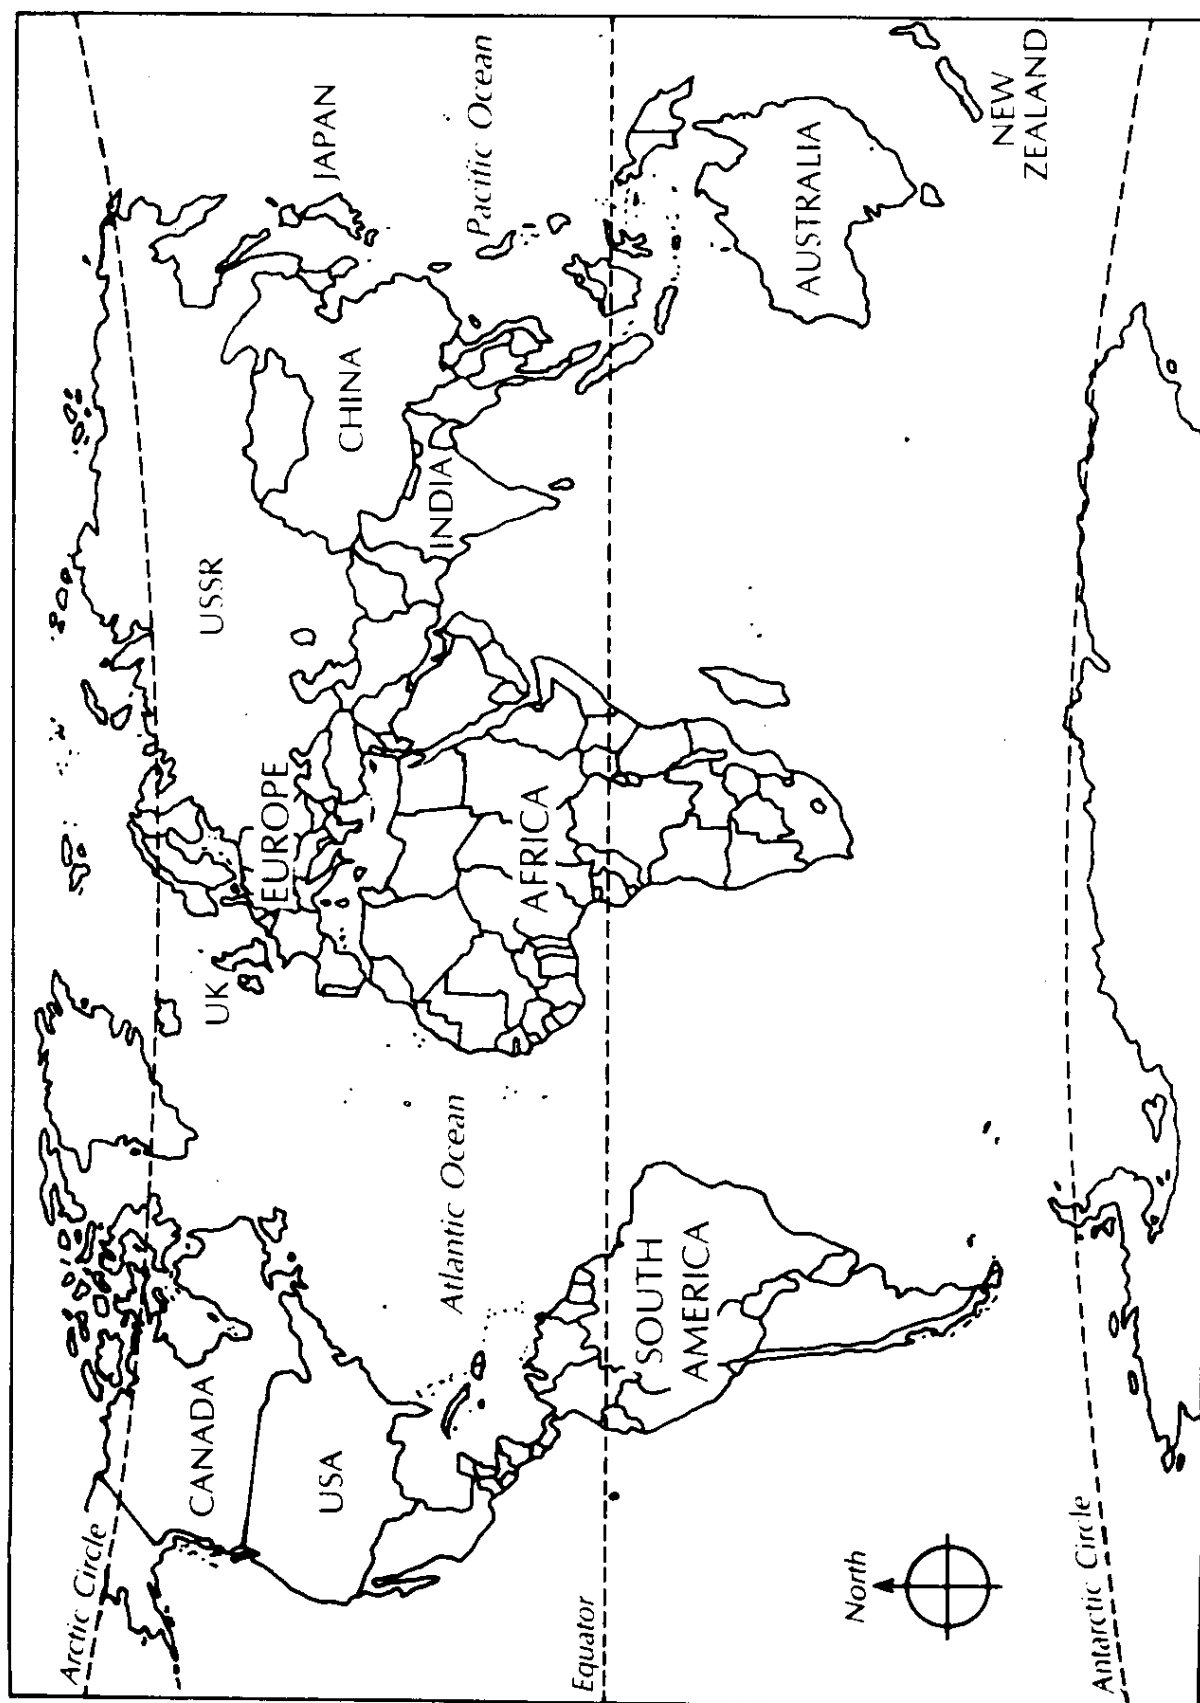 Arctic Circle
CANADA
USA
Atlantic Ocean
UK
EUROPE
USSR
CHINA
JAPAN
INDIA
Pacific Ocean
AFRICA
Equator
SOUTH
AMERICA
AUSTRALIA
NEW
ZEALAND
North
Antarctic Circle